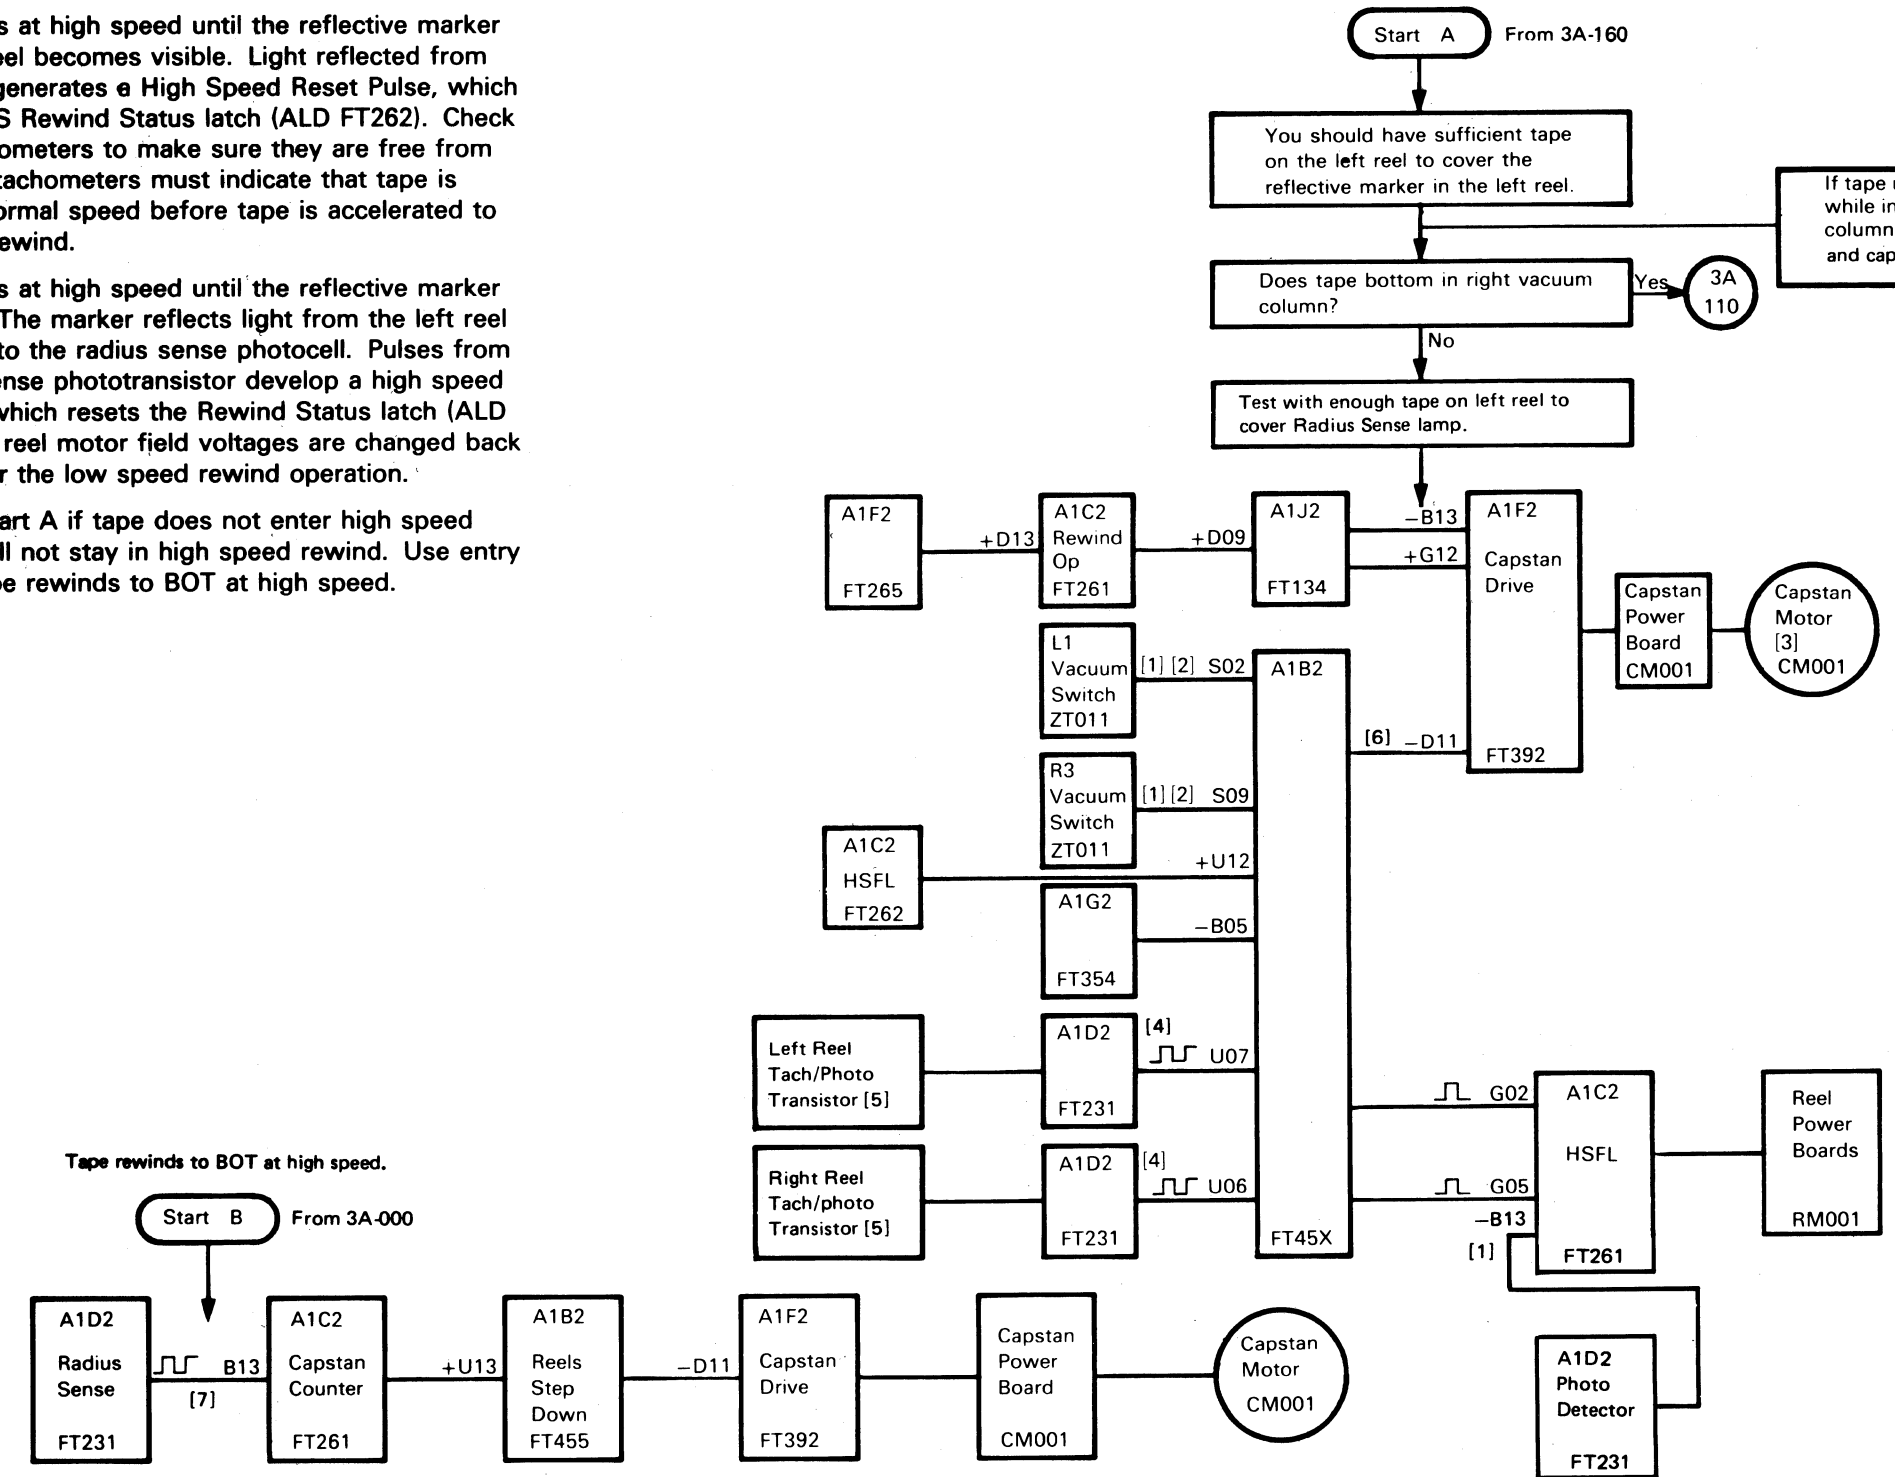 s at high speed until the reflective marker
eel becomes visible. Light reflected from
generates a High Speed Reset Pulse, which
S Rewind Status latch (ALD FT262). Check
ometers to make sure they are free from
tachometers must indicate that tape is
ormal speed before tape is accelerated to
ewind.
s at high speed until the reflective marker
The marker reflects light from the left reel
to the radius sense photocell. Pulses from
ense phototransistor develop a high speed
which resets the Rewind Status latch (ALD
reel motor field voltages are changed back
r the low speed rewind operation.
art A if tape does not enter high speed
ll not stay in high speed rewind. Use entry
pe rewinds to BOT at high speed.
Start A
From 3A-160
You should have sufficient tape
on the left reel to cover the
reflective marker in the left reel.
If tape
while in
column
and cap
Does tape bottom in right vacuum
column?
Yes
3A
110
No
Test with enough tape on left reel to
cover Radius Sense lamp.
A1F2
FT265
+D13
A1C2
Rewind
Op
FT261
+D09
A1J2
FT134
−B13
+G12
A1F2
Capstan
Drive
FT392
Capstan
Power
Board
CM001
Capstan
Motor
[3]
CM001
L1
Vacuum
Switch
ZT011
[1] [2] S02
A1B2
FT45X
[6] −D11
R3
Vacuum
Switch
ZT011
[1] [2] S09
A1C2
HSFL
FT262
+U12
A1G2
FT354
−B05
Left Reel
Tach/Photo
Transistor [5]
A1D2
FT231
[4]
U07
Right Reel
Tach/photo
Transistor [5]
A1D2
FT231
[4]
U06
G02
G05
−B13
[1]
A1C2
HSFL
FT261
Reel
Power
Boards
RM001
A1D2
Photo
Detector
FT231
Tape rewinds to BOT at high speed.
Start B
From 3A-000
A1D2
Radius
Sense
FT231
B13
[7]
A1C2
Capstan
Counter
FT261
+U13
A1B2
Reels
Step
Down
FT455
−D11
A1F2
Capstan
Drive
FT392
Capstan
Power
Board
CM001
Capstan
Motor
CM001